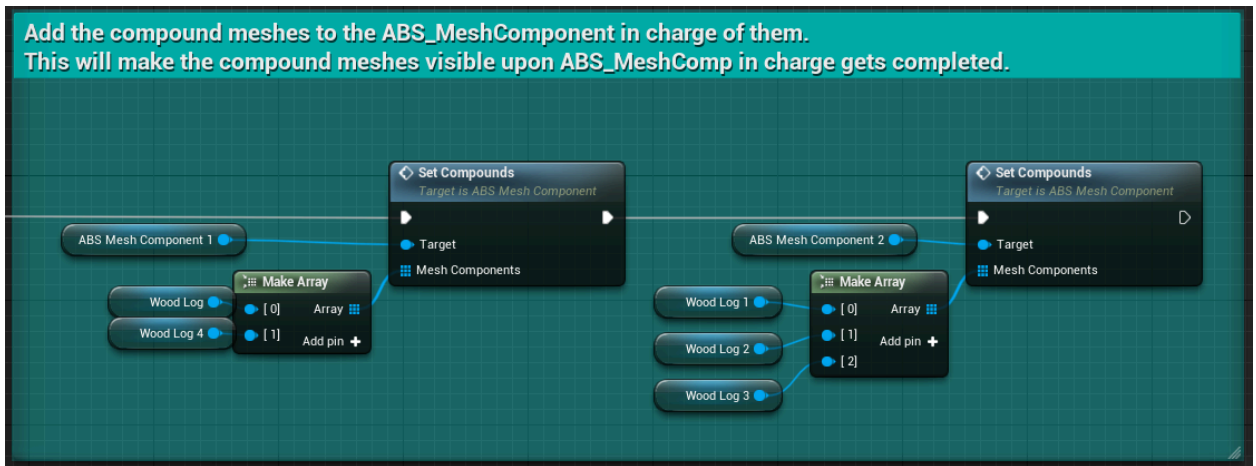 Add the compound meshes to the ABS_MeshComponent in charge of them.
This will make the compound meshes visible upon ABS_MeshComp in charge gets completed.
Set Compounds
Target is ABS Mesh Component
ABS Mesh Component 1
Target
Mesh Components
Make Array
Wood Log
[ 0]
Array
Wood Log 4
[ 1]
Add pin
Set Compounds
Target is ABS Mesh Component
ABS Mesh Component 2
Target
Mesh Components
Make Array
Wood Log 1
[ 0]
Array
Wood Log 2
[ 1]
Add pin
[ 2]
Wood Log 3